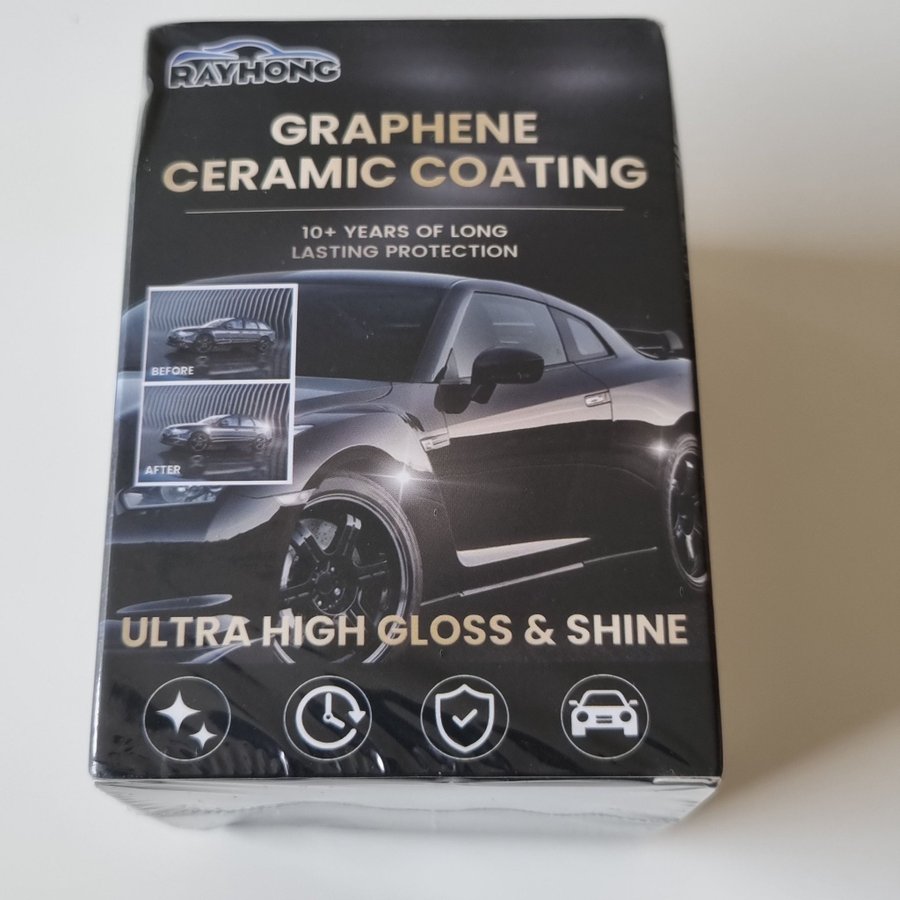 RAYHONG
GRAPHENE
CERAMIC COATING
10+ YEARS OF LONG
LASTING PROTECTION
BEFORE
AFTER
ULTRA HIGH GLOSS & SHINE